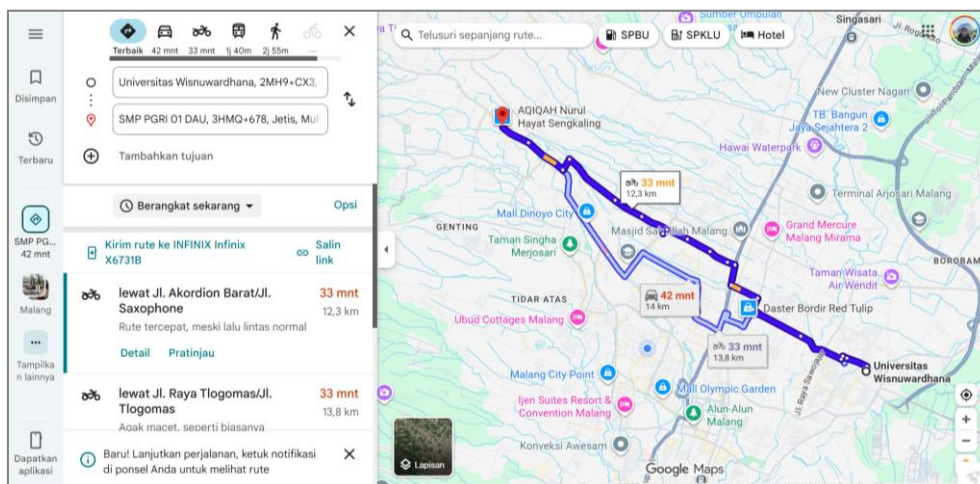 Terbaik
42 mnt
33 mnt
1j 40m
2j 55m
Universitas Wisnuwardhana, 2MH9+CX3,
SMP PGRI 01 DAU, 3HMQ+678, Jetis, Mul
Tambahkan tujuan
Berangkat sekarang
Opsi
Kirim rute ke INFINIX Infinix
X6731B
Salin
link
lewat Jl. Akordion Barat/Jl.
Saxophone
33 mnt
12,3 km
Rute tercepat, meski lalu lintas normal
Detail
Pratinjau
lewat Jl. Raya Tlogomas/Jl.
Tlogomas
33 mnt
13,8 km
Agak macet, seperti biasanya
Baru! Lanjutkan perjalanan, ketuk notifikasi
di ponsel Anda untuk melihat rute
Disimpan
Terbaru
SMP PG...
42 mnt
Malang
Tampilka
n lainnya
Dapatkan
aplikasi
Telusuri sepanjang rute...
SPBU
SPKLU
Hotel
Sumber Umbulan
Singasari
AQIQAH Nurul
Hayat Sengkaling
New Cluster Nagari
TB. Bangun
Jaya Sejahtera 2
Hawai Waterpark
33 mnt
12,3 km
Terminal Arjosari Malang
Mall Dinoyo City
GENTING
Masjid
Malang
Grand Mercure
Malang Mirama
Taman Singha
Merjosari
BOROBAM
Taman Wisata
Air Wendit
TIDAR ATAS
42 mnt
14 km
Daster Bordir Red Tulip
Ubud Cottages Malang
33 mnt
13,8 km
Universitas
Wisnuwardhana
Malang City Point
Mall Olympic Garden
Jl. Raya
Ijen Suites Resort &
Convention Malang
Alun-Alun
Malang
Konveksi Awesam
Lapisan
Google Maps